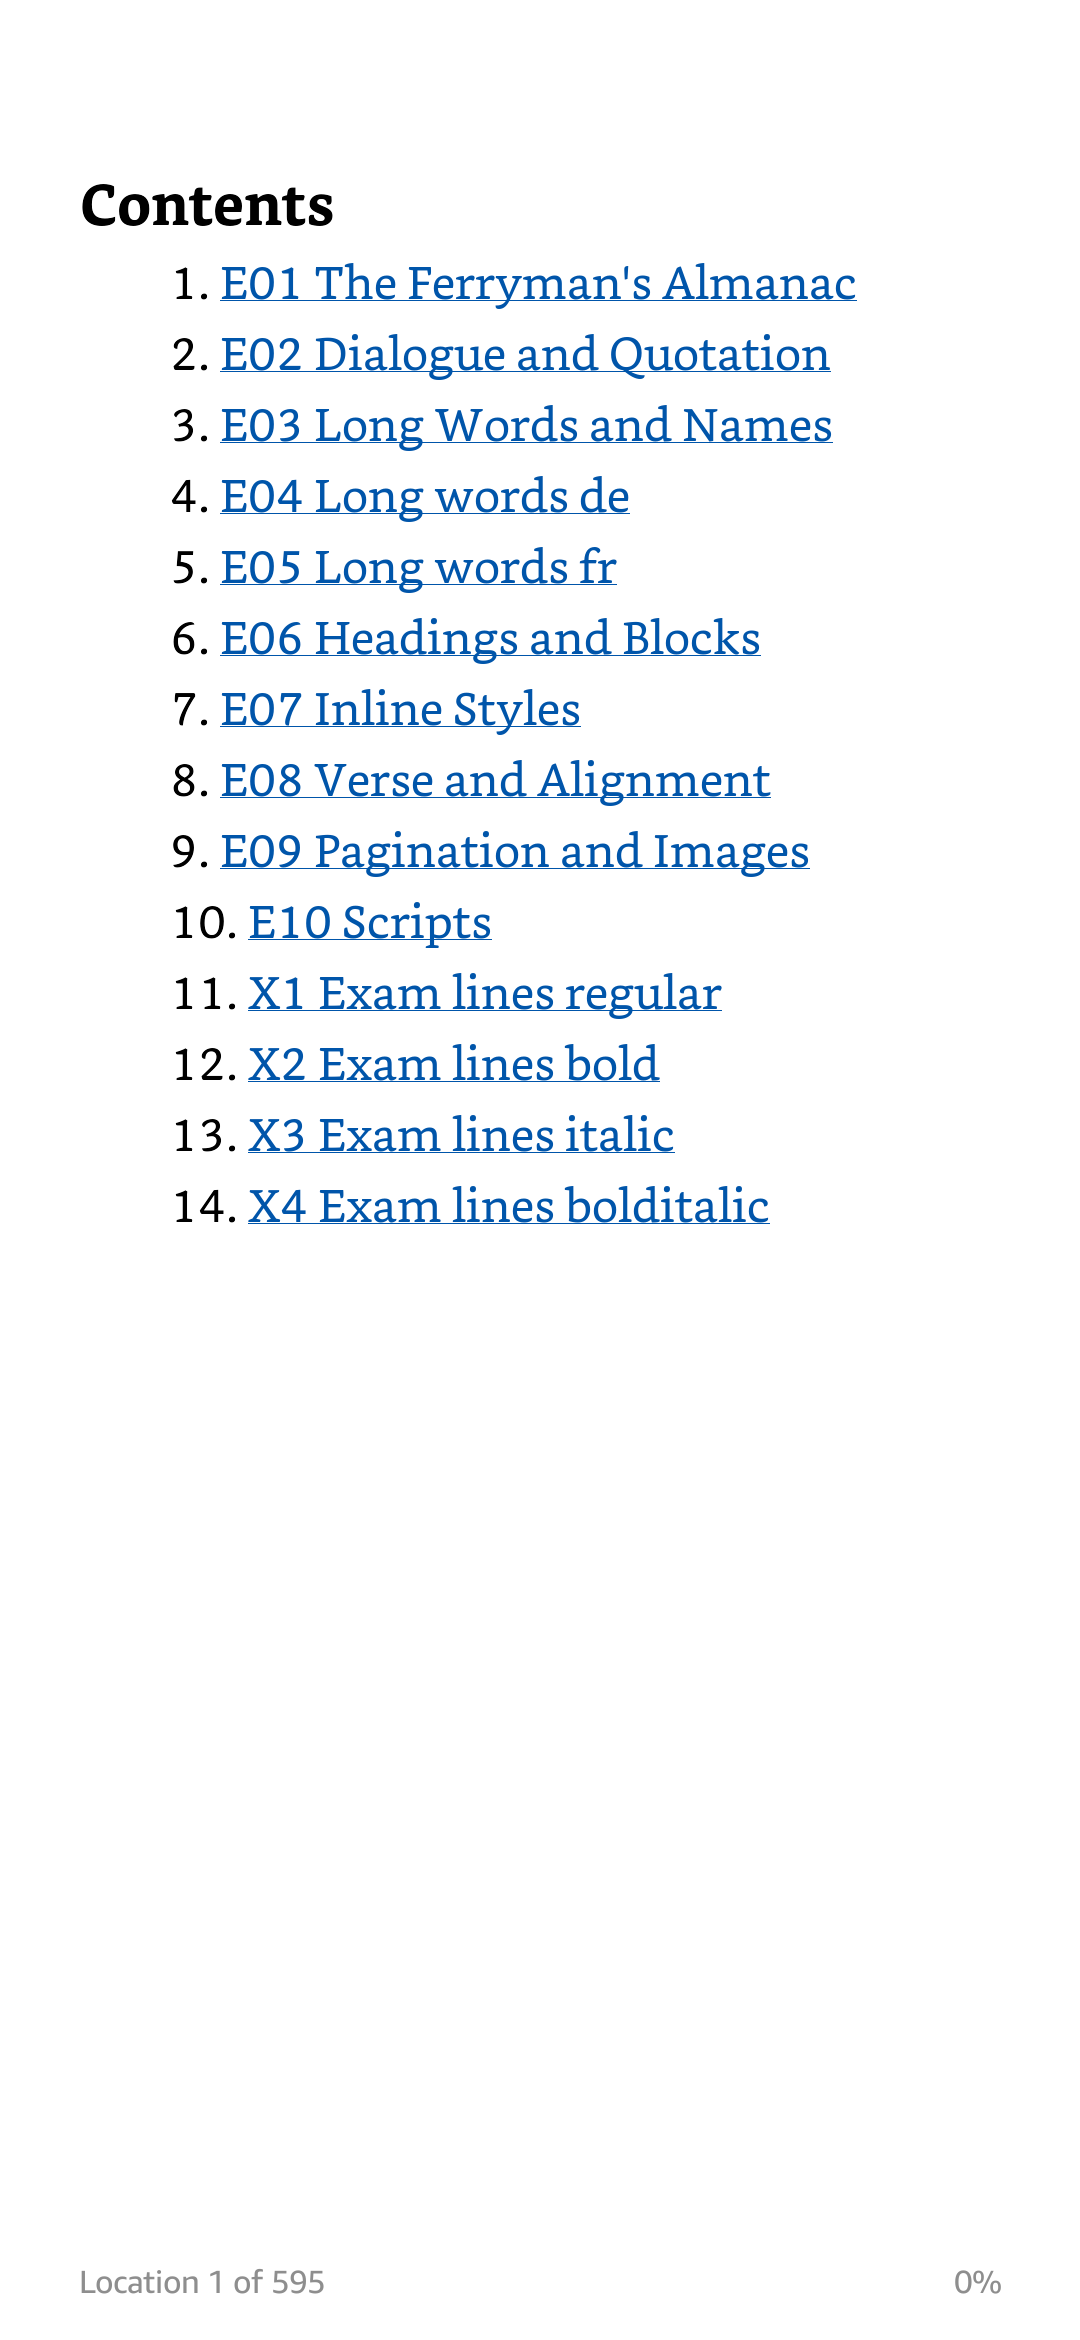 Contents
1. E01 The Ferryman's Almanac
2. E02 Dialogue and Quotation
3. E03 Long Words and Names
4. E04 Long words de
5. E05 Long words fr
6. E06 Headings and Blocks
7. E07 Inline Styles
8. E08 Verse and Alignment
9. E09 Pagination and Images
10. E10 Scripts
11. X1 Exam lines regular
12. X2 Exam lines bold
13. X3 Exam lines italic
14. X4 Exam lines bolditalic
Location 1 of 595 0%